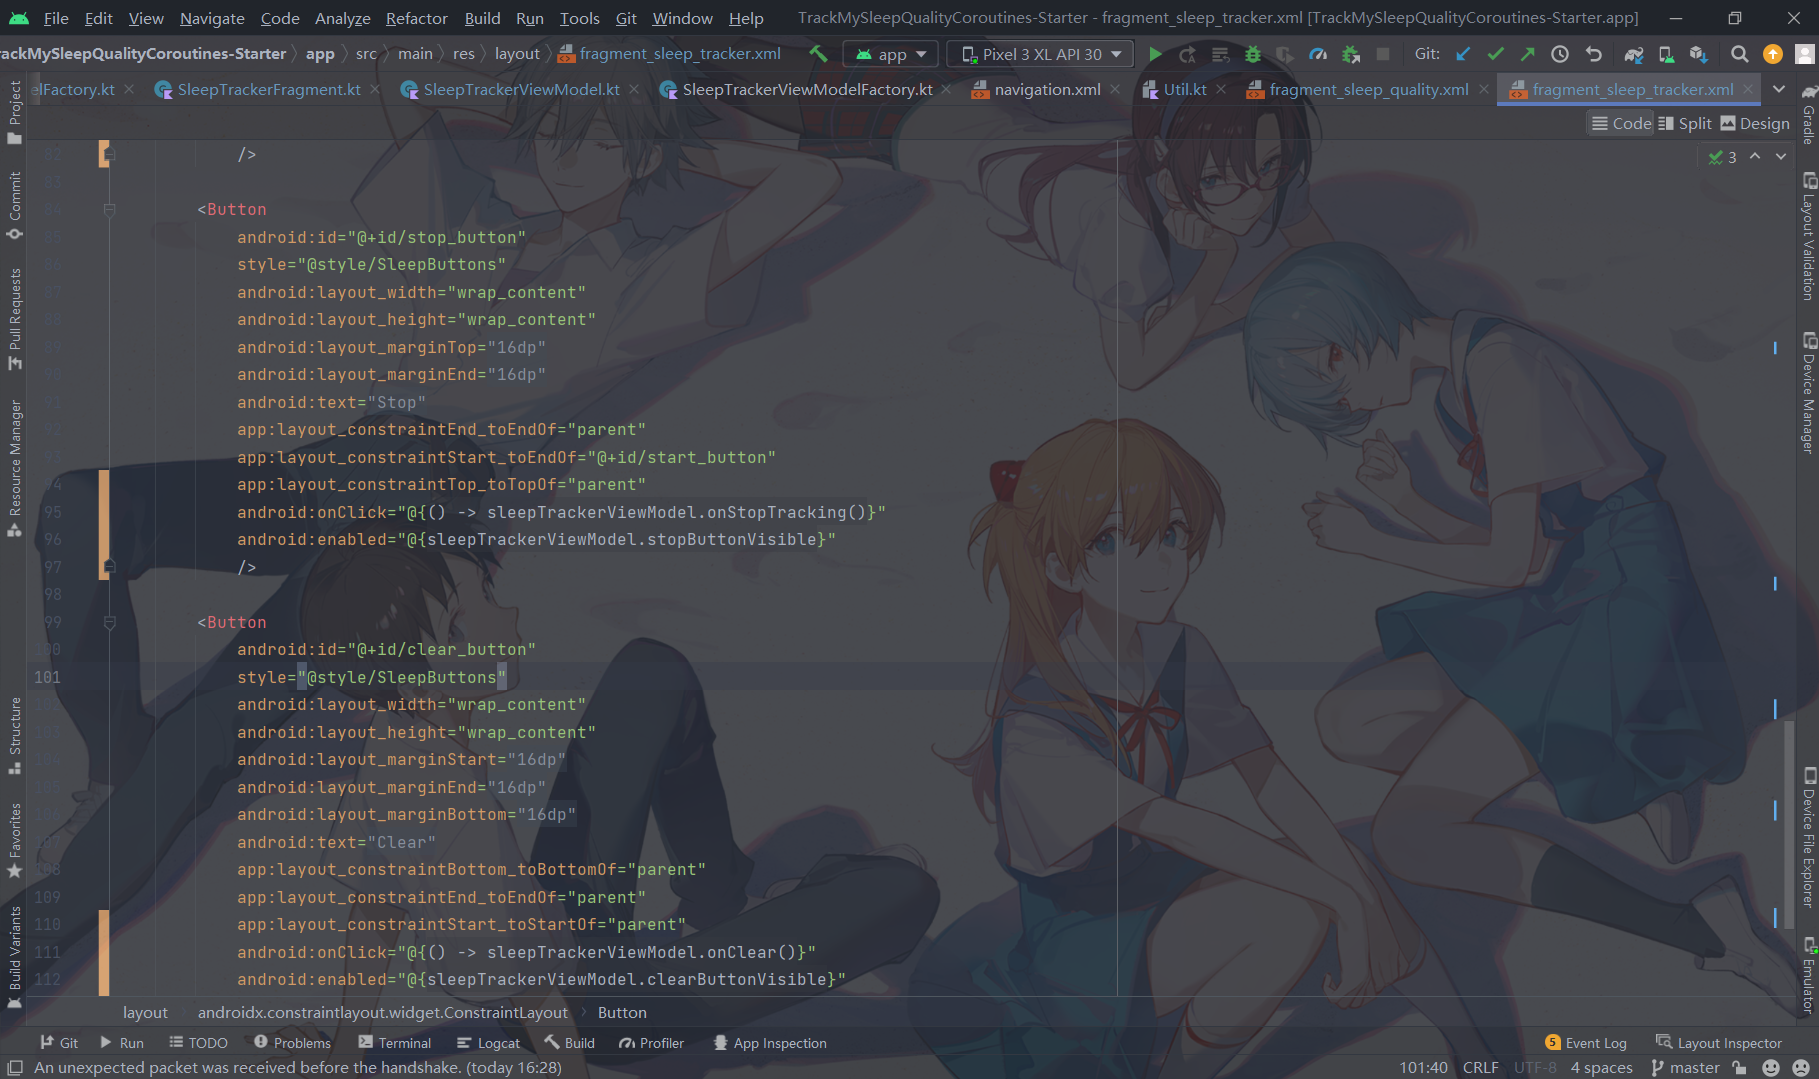 File Edit View Navigate Code Analyze Refactor Build Run Tools Git Window Help TrackMySleepQualityCoroutines-Starter - fragment_sleep_tracker.xml [TrackMySleepQualityCoroutines-Starter.app]
rackMySleepQualityCoroutines-Starter app src main res layout fragment_sleep_tracker.xml app Pixel 3 XL API 30 Git:
elFactory.kt SleepTrackerFragment.kt SleepTrackerViewModel.kt SleepTrackerViewModelFactory.kt navigation.xml Util.kt fragment_sleep_quality.xml fragment_sleep_tracker.xml
Code Split Design
3
82 />
83
84 <Button
85 android:id="@+id/stop_button"
86 style="@style/SleepButtons"
87 android:layout_width="wrap_content"
88 android:layout_height="wrap_content"
89 android:layout_marginTop="16dp"
90 android:layout_marginEnd="16dp"
android:text="Stop"
92 app:layout_constraintEnd_toEndOf="parent"
app:layout_constraintStart_toEndOf="@+id/start_button"
94 app:layout_constraintTop_toTopOf="parent"
95 android:onClick="@{() -> sleepTrackerViewModel.onStopTracking()}"
96 android:enabled="@{sleepTrackerViewModel.stopButtonVisible}"
97 />
98
99 <Button
100 android:id="@+id/clear_button"
101 style="@style/SleepButtons"
android:layout_width="wrap_content"
android:layout_height="wrap_content"
android:layout_marginStart="16dp"
android:layout_marginEnd="16dp"
android:layout_marginBottom="16dp"
android:text="Clear"
108 app:layout_constraintBottom_toBottomOf="parent"
109 app:layout_constraintEnd_toEndOf="parent"
110 app:layout_constraintStart_toStartOf="parent"
111 android:onClick="@{() -> sleepTrackerViewModel.onClear()}"
112 android:enabled="@{sleepTrackerViewModel.clearButtonVisible}"
layout androidx.constraintlayout.widget.ConstraintLayout Button
Git Run TODO Problems Terminal Logcat Profiler Build App Inspection 5 Event Log Layout Inspector
An unexpected packet was received before the handshake. (today 16:28) 101:40 CRLF UTF-8 4 spaces master
Project
Commit
Pull Requests
Resource Manager
Structure
Favorites
Build Variants
Gradle
Layout Validation
Device Manager
Device File Explorer
Emulator